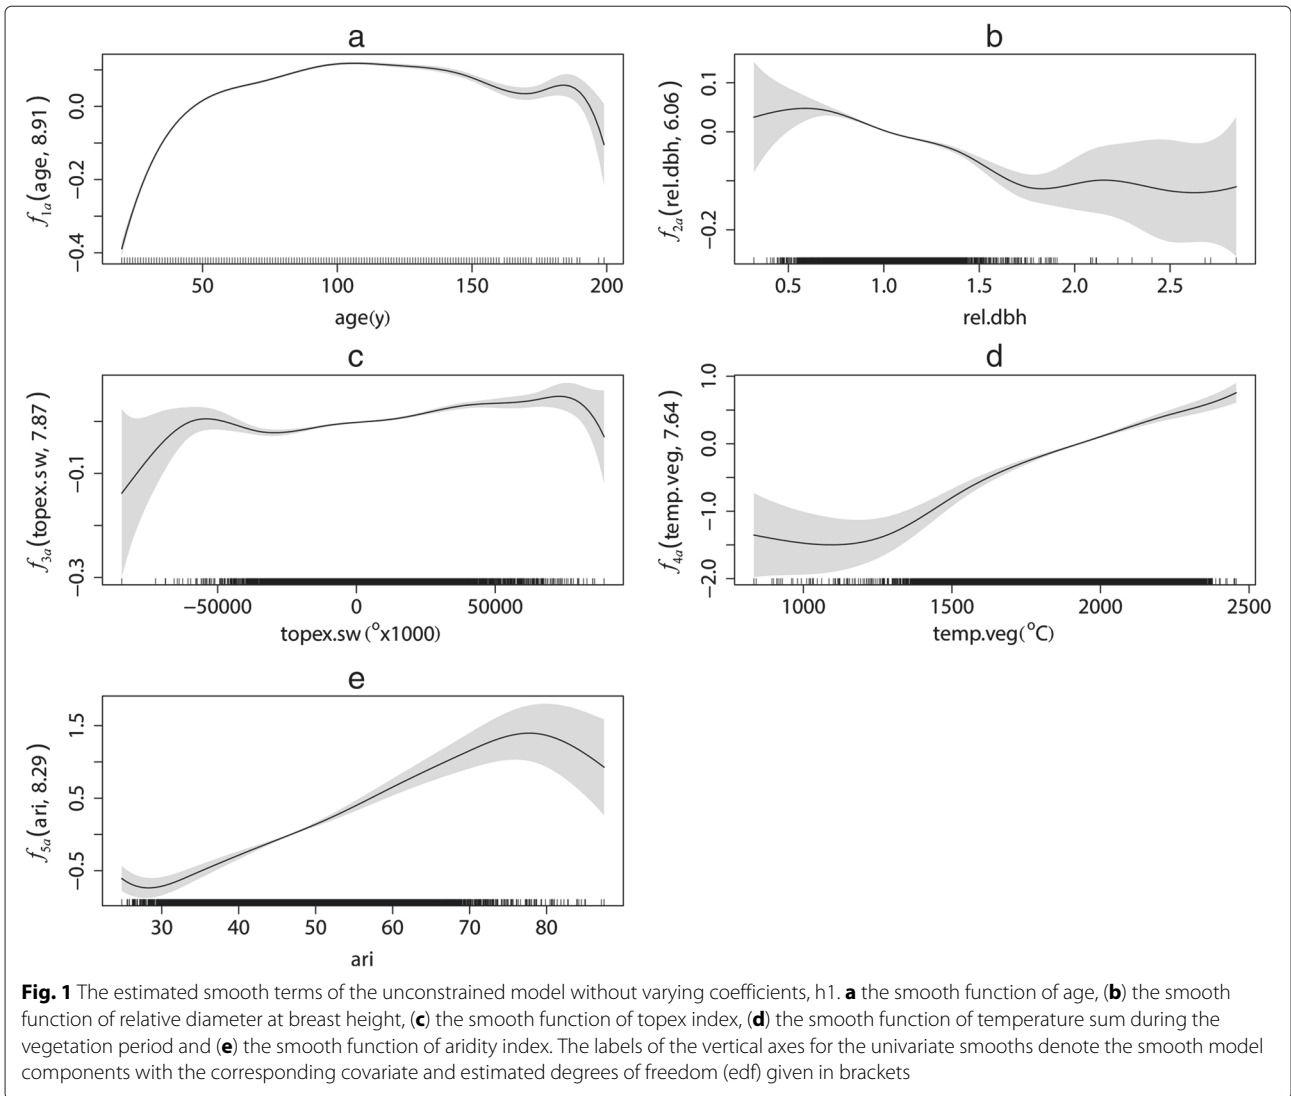 a
f1a(age, 8.91)
0.0
−0.2
−0.4
50
100
150
200
age(y)
b
f2a(rel.dbh, 6.06)
0.1
0.0
−0.2
0.5
1.0
1.5
2.0
2.5
rel.dbh
c
f3a(topex.sw, 7.87)
−0.1
−0.3
−50000
0
50000
topex.sw (°x1000)
d
f4a(temp.veg, 7.64)
1.0
0.0
−1.0
−2.0
1000
1500
2000
2500
temp.veg(°C)
e
f5a(ari, 8.29)
1.5
0.5
−0.5
30
40
50
60
70
80
ari
Fig. 1 The estimated smooth terms of the unconstrained model without varying coefficients, h1. a the smooth function of age, (b) the smooth
function of relative diameter at breast height, (c) the smooth function of topex index, (d) the smooth function of temperature sum during the
vegetation period and (e) the smooth function of aridity index. The labels of the vertical axes for the univariate smooths denote the smooth model
components with the corresponding covariate and estimated degrees of freedom (edf) given in brackets